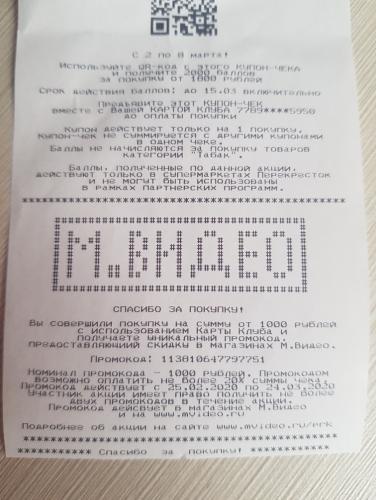 С 2 по 8 марта!
Используйте QR-код с этого КУПОН-ЧЕКА
и получите 2000 баллов
за покупку от 1000 рублей
Срок действия баллов: до 15.03 включительно
Предъявите этот КУПОН-ЧЕК
вместе с Вашей КАРТОЙ КЛУБА 7789****5950
до оплаты покупки
Купон действует только на 1 покупку.
Купон-чек не суммируется с другими купонами
в одном чеке.
Баллы не начисляются за покупку товаров
категории "Табак".
Баллы, полученные по данной акции,
действуют только в супермаркетах Перекресток
и не могут быть использованы
в рамках партнерских программ.
М.ВИДЕО
СПАСИБО ЗА ПОКУПКУ!
Вы совершили покупку на сумму от 1000 рублей
с использованием Карты Клуба и
получаете уникальный промокод,
предоставляющий скидку в магазинах М.Видео.
Промокод: 113810647797751
Номинал промокода - 1000 рублей. Промокодом
возможно оплатить не более 20% суммы чека.
Промокод действует с 25.02.2020 по 24.03.2020
Участник акции имеет право получить не более
двух промокодов в течение акции.
Промокод действует в магазинах М.Видео
и на www.mvideo.ru
Подробнее об акции на сайте www.mvideo.ru/prk
*********** Спасибо за покупку! ***********